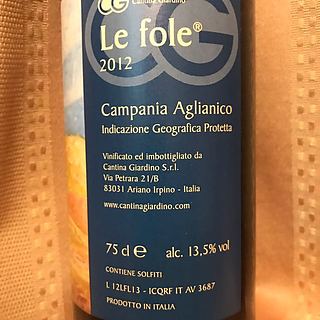 CG Cantina Giardino
Le fole®
2012
CG
Campania Aglianico
Indicazione Geografica Protetta
Vinificato ed imbottigliato da
Cantina Giardino S.r.l.
Via Petrara 21/B
83031 Ariano Irpino - Italia
www.cantinagiardino.com
75 cl e alc. 13,5% vol
CONTIENE SOLFITI
L 12LFL13 - ICQRF IT AV 3687
PRODOTTO IN ITALIA